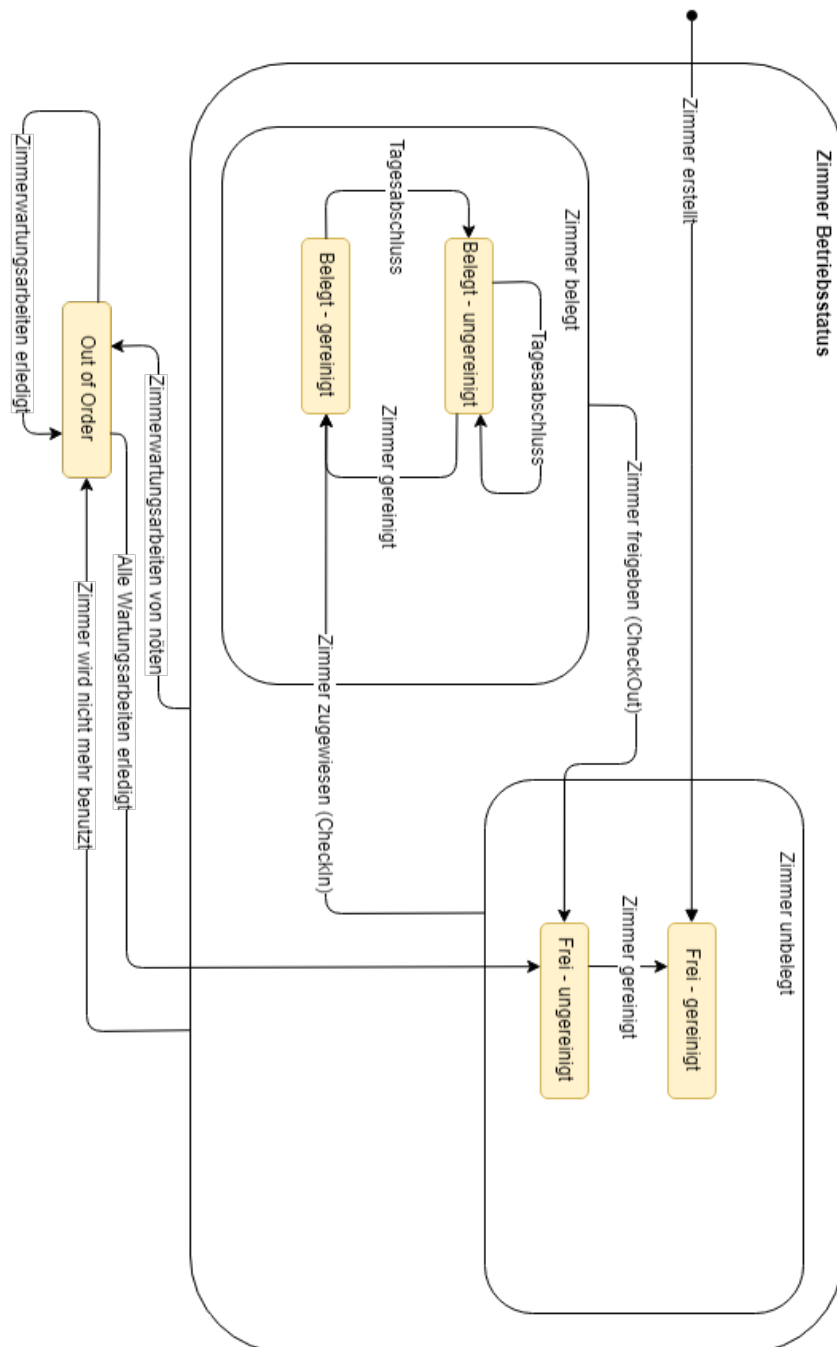 Zimmer Betriebsstatus
Zimmer erstellt
Zimmer belegt
Zimmer freigeben (CheckOut)
Zimmer unbelegt
Tagesabschluss
Tagesabschluss
Belegt - ungereinigt
Belegt - gereinigt
Zimmer gereinigt
Zimmer zugewiesen (CheckIn)
Frei - gereinigt
Zimmer gereinigt
Frei - ungereinigt
Zimmerwartungsarbeiten erledigt
Out of Order
Zimmerwartungsarbeiten von nöten
Alle Wartungsarbeiten erledigt
Zimmer wird nicht mehr benutzt